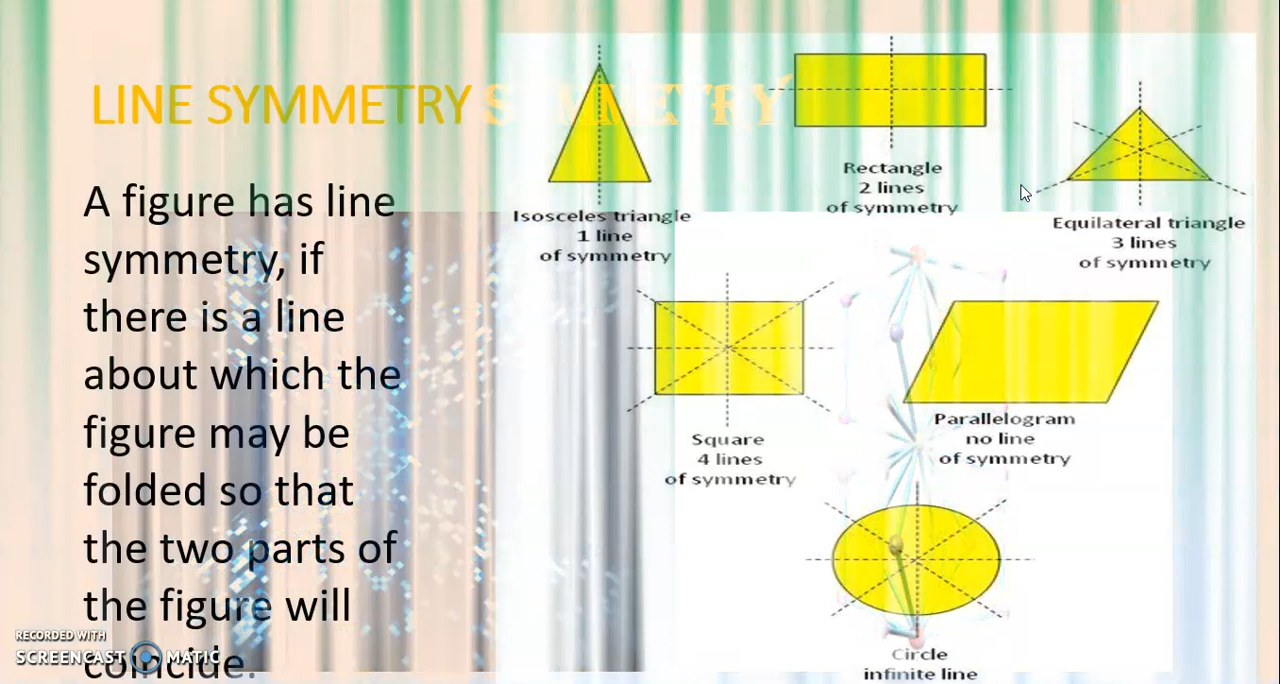 LINE SYMMETRY SYMMETRY
A figure has line
symmetry, if
there is a line
about which the
figure may be
folded so that
the two parts of
the figure will
coincide.
Isosceles triangle
1 line
of symmetry
Rectangle
2 lines
of symmetry
Equilateral triangle
3 lines
of symmetry
Square
4 lines
of symmetry
Parallelogram
no line
of symmetry
Circle
infinite line
RECORDED WITH
SCREENCAST MATIC